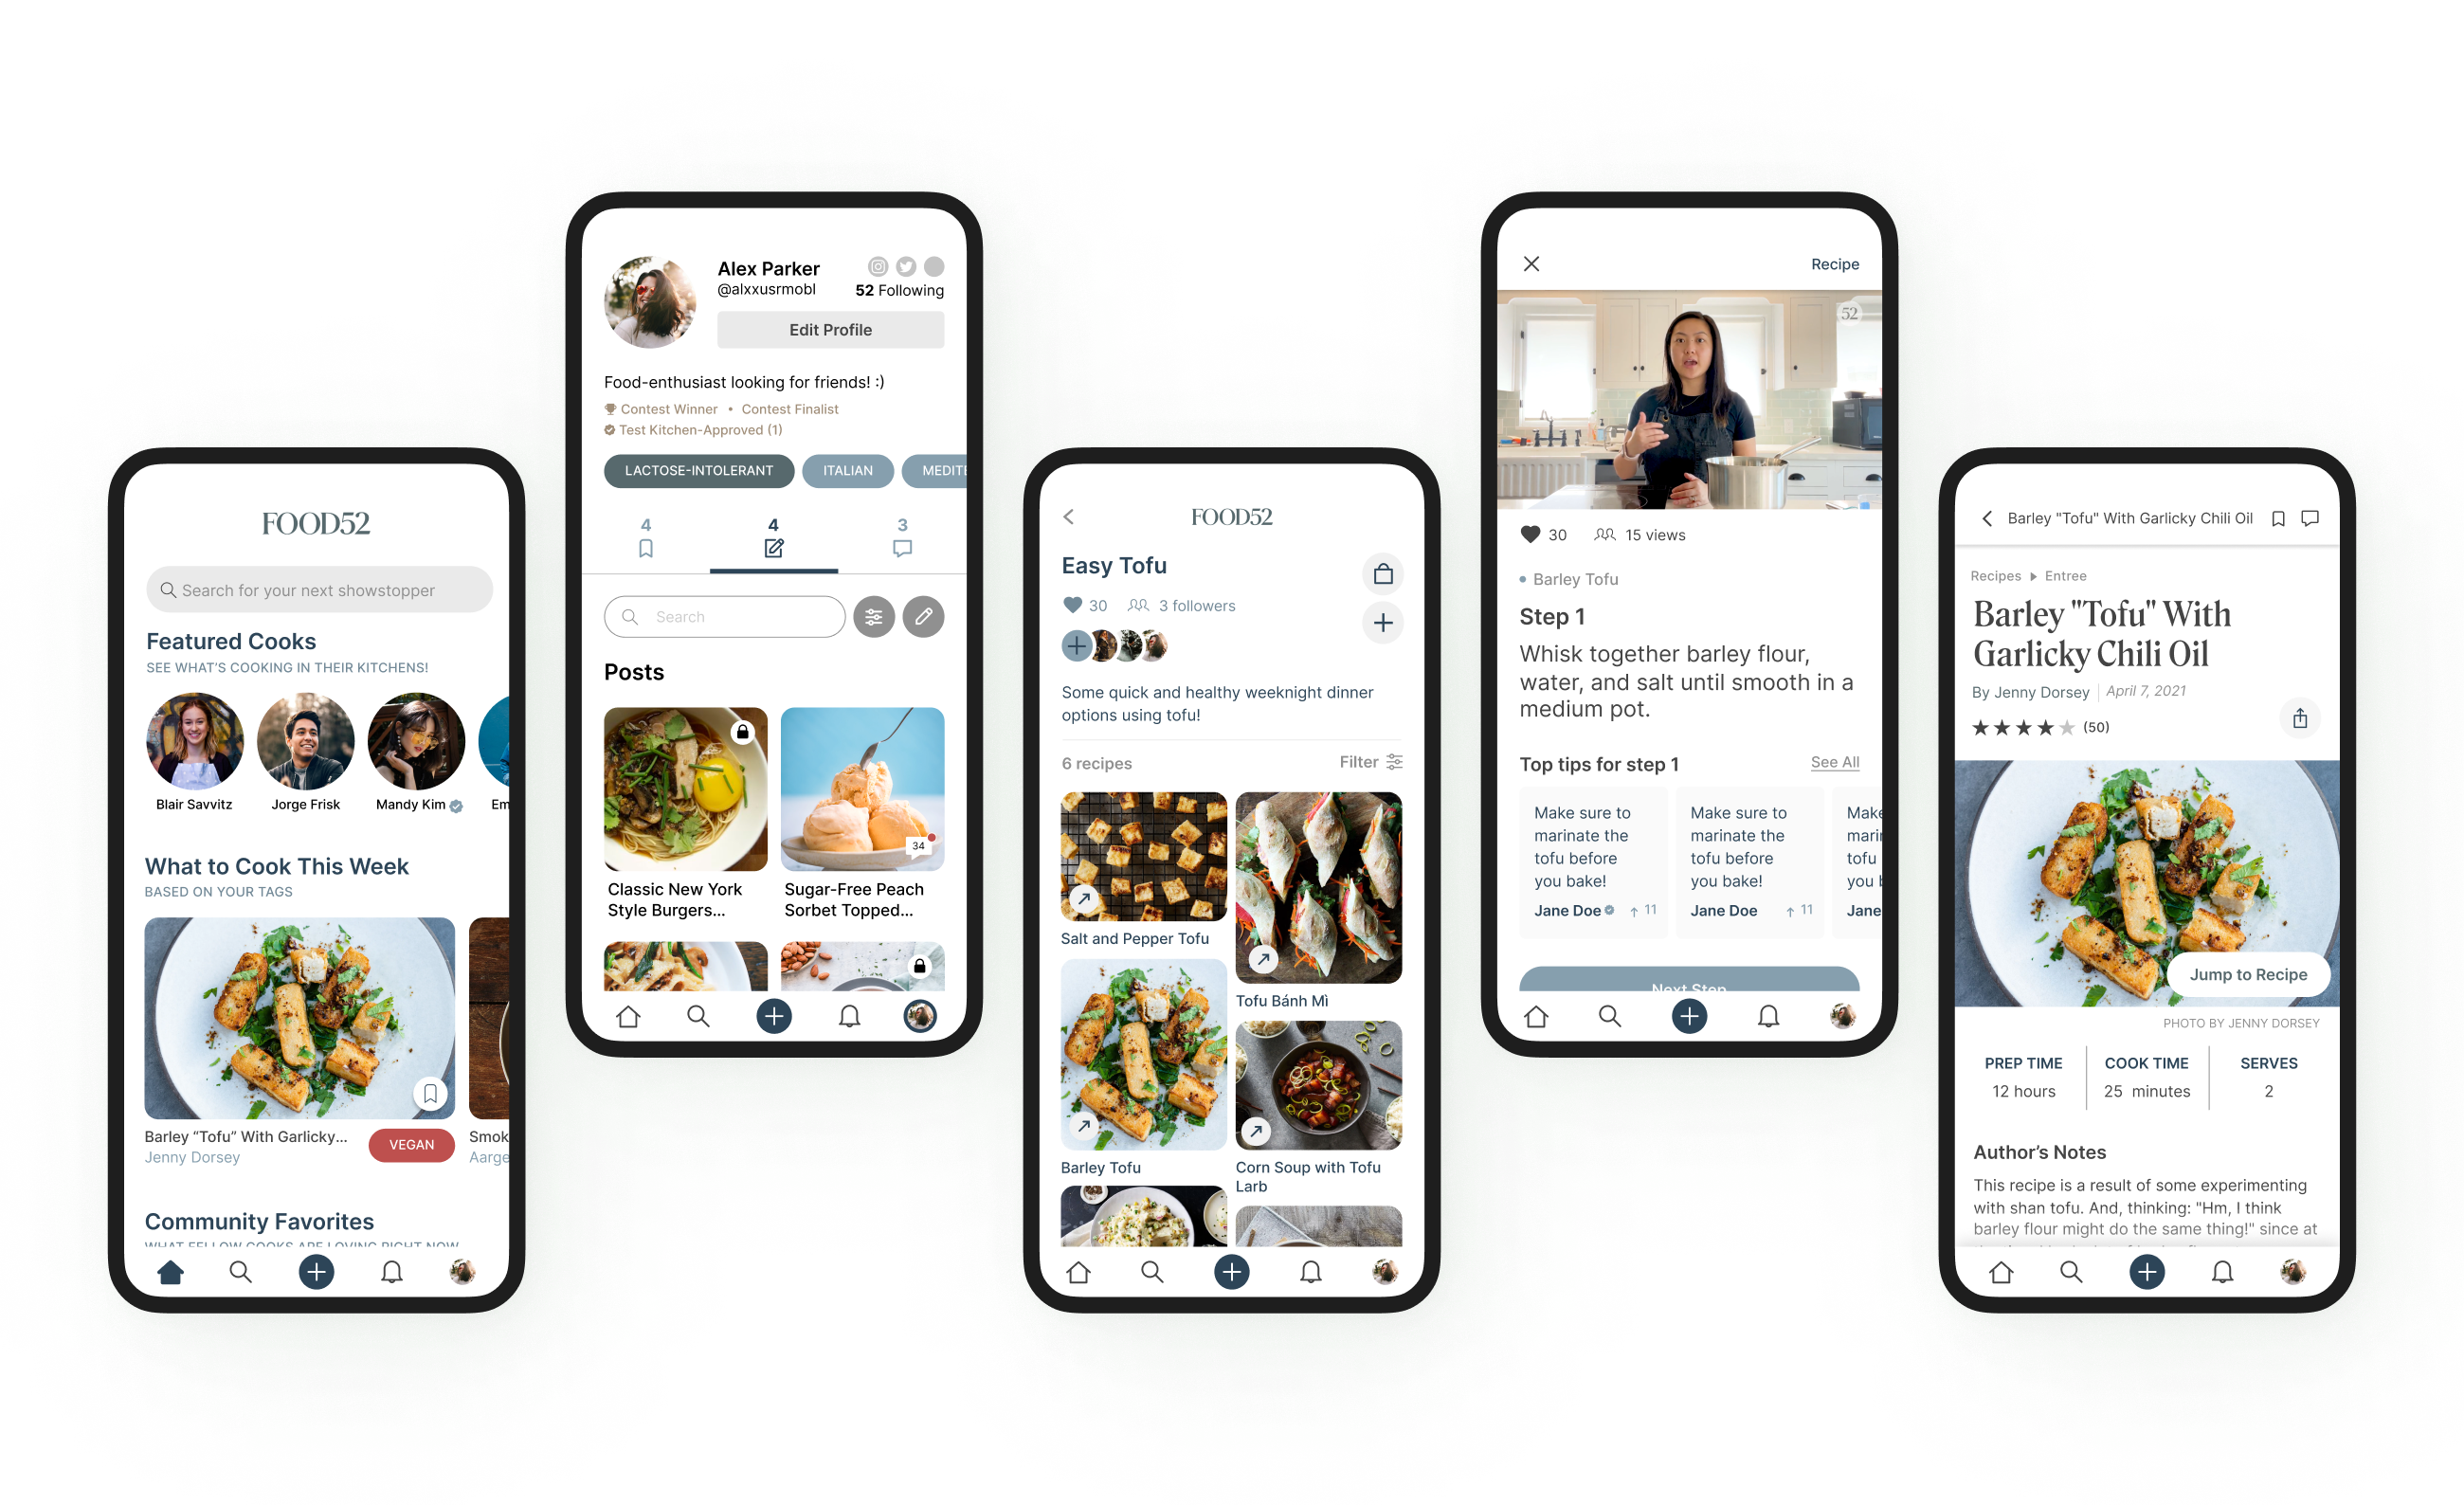 FOOD52
Search for your next showstopper
Featured Cooks
SEE WHAT'S COOKING IN THEIR KITCHENS!
Blair Savvitz
Jorge Frisk
Mandy Kim
Em
What to Cook This Week
BASED ON YOUR TAGS
Barley “Tofu” With Garlicky...
Jenny Dorsey
VEGAN
Smok
Aarge
Community Favorites
WHAT FELLOW COOKS ARE LOVING RIGHT NOW
Alex Parker
@alxxusrmobl
52 Following
Edit Profile
Food-enthusiast looking for friends! :)
Contest Winner • Contest Finalist
Test Kitchen-Approved (1)
LACTOSE-INTOLERANT
ITALIAN
MEDITE
4
4
3
Search
Posts
34
Classic New York
Style Burgers...
Sugar-Free Peach
Sorbet Topped...
FOOD52
Easy Tofu
30
3 followers
Some quick and healthy weeknight dinner
options using tofu!
6 recipes
Filter
Salt and Pepper Tofu
Tofu Bánh Mì
Barley Tofu
Corn Soup with Tofu
Larb
Recipe
52
30
15 views
• Barley Tofu
Step 1
Whisk together barley flour,
water, and salt until smooth in a
medium pot.
Top tips for step 1
See All
Make sure to
marinate the
tofu before
you bake!
Jane Doe
↑ 11
Make sure to
marinate the
tofu before
you bake!
Jane Doe
↑ 11
Make
marin
tofu
you b
Jane
Next Step
Barley "Tofu" With Garlicky Chili Oil
Recipes ▶ Entree
Barley "Tofu" With
Garlicky Chili Oil
By Jenny Dorsey
April 7, 2021
(50)
Jump to Recipe
PHOTO BY JENNY DORSEY
PREP TIME
12 hours
COOK TIME
25 minutes
SERVES
2
Author's Notes
This recipe is a result of some experimenting
with shan tofu. And, thinking: "Hm, I think
barley flour might do the same thing!" since at